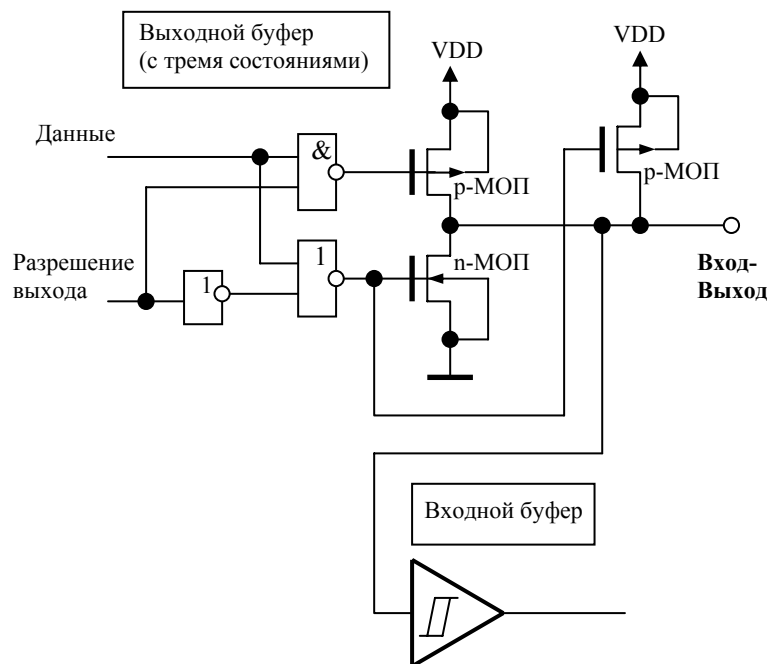 Выходной буфер
(с тремя состояниями)
VDD
VDD
Данные
&
р-МОП
р-МОП
Разрешение
выхода
1
1
n-МОП
Вход-
Выход
Входной буфер